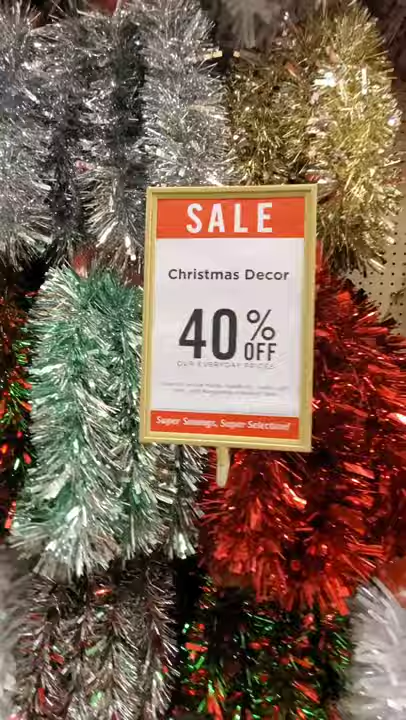 SALE
Christmas Decor
40%
OFF
OUR EVERYDAY PRICES
Super Savings, Super Selection!